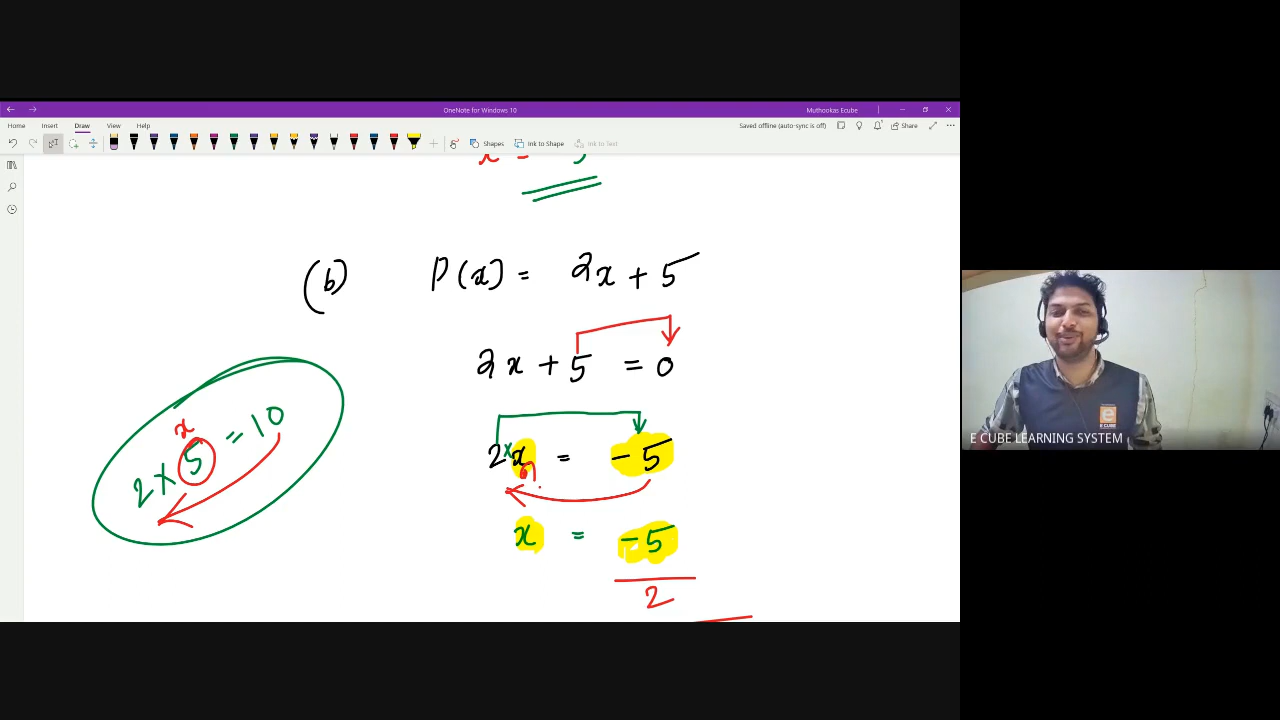 OneNote for Windows 10
Muthookas Ecube
Home Insert Draw View Help
Saved offline (auto-sync is off)
Share
Shapes
Ink to Shape
Ink to Text
x =
(b) P(x) = 2x + 5
2x + 5 = 0
x
2 × 5 = 10
2 × x = -5
x = -5
2
E CUBE
E CUBE LEARNING SYSTEM